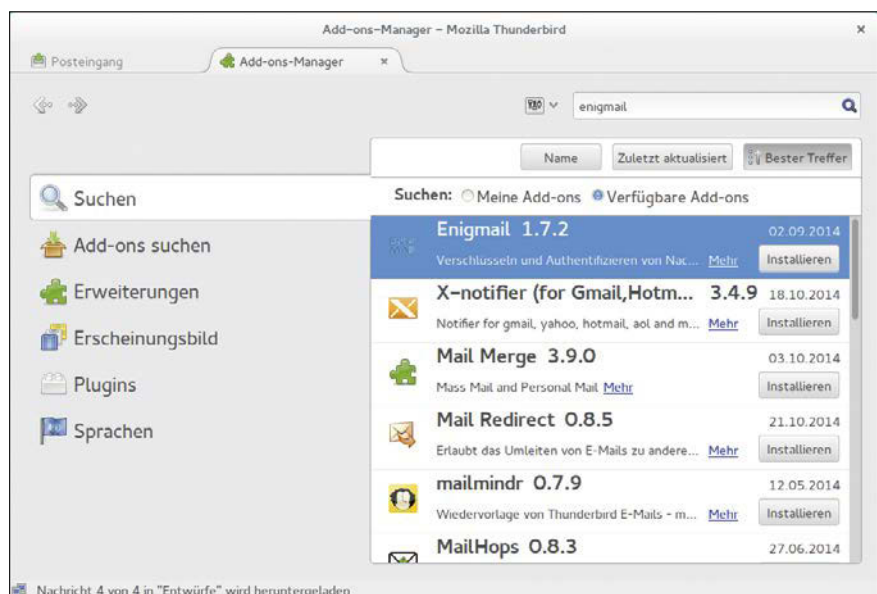 Add-ons-Manager - Mozilla Thunderbird
Posteingang
Add-ons-Manager
enigmail
Name
Zuletzt aktualisiert
Bester Treffer
Suchen: Meine Add-ons Verfügbare Add-ons
Suchen
Add-ons suchen
Erweiterungen
Erscheinungsbild
Plugins
Sprachen
Enigmail 1.7.2 02.09.2014
Verschlüsseln und Authentifizieren von Nac... Mehr Installieren
X-notifier (for Gmail,Hotm... 3.4.9 18.10.2014
Notifier for gmail, yahoo, hotmail, aol and m... Mehr Installieren
Mail Merge 3.9.0 03.10.2014
Mass Mail and Personal Mail Mehr Installieren
Mail Redirect 0.8.5 21.10.2014
Erlaubt das Umleiten von E-Mails zu andere... Mehr Installieren
mailmindr 0.7.9 12.05.2014
Wiedervorlage von Thunderbird E-Mails - m... Mehr Installieren
MailHops 0.8.3 27.06.2014
Nachricht 4 von 4 in "Entwürfe" wird heruntergeladen